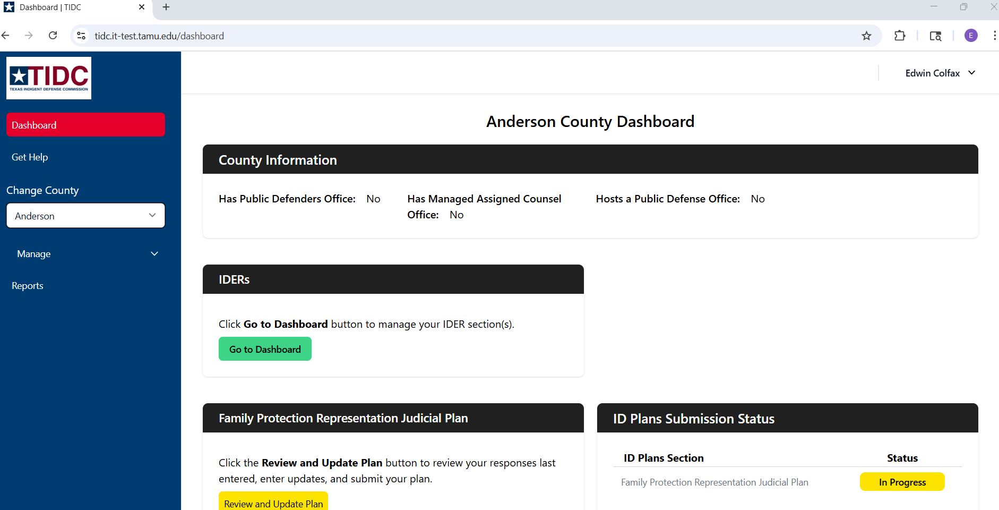 Dashboard | TIDC
tidc.it-test.tamu.edu/dashboard
E
TIDC
TEXAS INDIGENT DEFENSE COMMISSION
Dashboard
Get Help
Change County
Anderson
Manage
Reports
Edwin Colfax
Anderson County Dashboard
County Information
Has Public Defenders Office: No
Has Managed Assigned Counsel
Office: No
Hosts a Public Defense Office: No
IDERs
Click Go to Dashboard button to manage your IDER section(s).
Go to Dashboard
Family Protection Representation Judicial Plan
Click the Review and Update Plan button to review your responses last
entered, enter updates, and submit your plan.
Review and Update Plan
ID Plans Submission Status
ID Plans Section Status
Family Protection Representation Judicial Plan In Progress